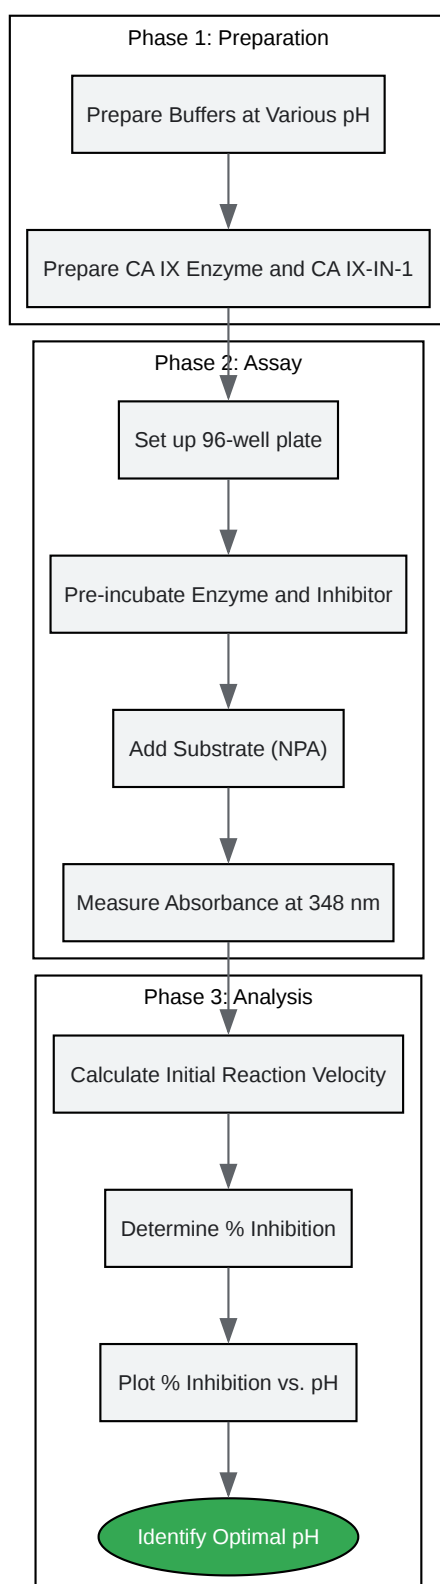 Phase 1: Preparation
Prepare Buffers at Various pH
Prepare CA IX Enzyme and CA IX-IN-1
Phase 2: Assay
Set up 96-well plate
Pre-incubate Enzyme and Inhibitor
Add Substrate (NPA)
Measure Absorbance at 348 nm
Phase 3: Analysis
Calculate Initial Reaction Velocity
Determine % Inhibition
Plot % Inhibition vs. pH
Identify Optimal pH